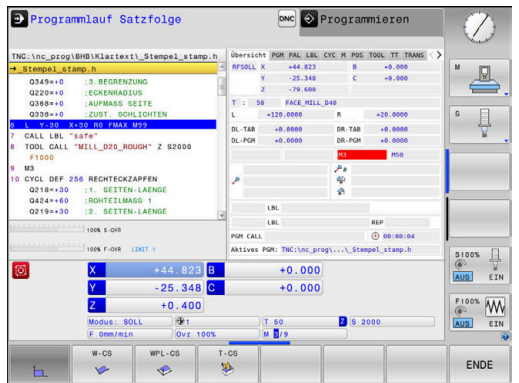 Programmlauf Satzfolge
DNC
Programmieren
TNC:\nc_prog\BHB\Klartext\_Stempel_stamp.h
→_Stempel_stamp.h
Q349=+0 ;3.BEGRENZUNG
Q220=+0 ;ECKENRADIUS
Q368=+0 ;AUFMASS SEITE
Q338=+0 ;ZUST. SCHLICHTEN
6 L Y-30 X+30 R0 FMAX M99
7 CALL LBL "safe"
8 TOOL CALL "MILL_D20_ROUGH" Z S2000
F1000
9 M3
10 CYCL DEF 256 RECHTECKZAPFEN
Q218=+30 ;1. SEITEN-LAENGE
Q424=+60 ;ROHTEILMASS 1
Q219=+30 ;2. SEITEN-LAENGE
100% S-OVR
100% F-OVR LIMIT 1
Übersicht PGM PAL LBL CYC M POS TOOL TT TRANS
RFSOLL X +44.823 B +0.000
Y -25.348 C +0.000
Z -79.600
T : 50 FACE_MILL_D40
L +120.0000 R +20.0000
DL-TAB +0.0000 DR-TAB +0.0000
DL-PGM +0.0000 DR-PGM +0.0000
M3 M50
LBL
LBL REP
PGM CALL 00:00:04
Aktives PGM: TNC:\nc_prog\...\_Stempel_stamp.h
X +44.823 B +0.000
Y -25.348 C +0.000
Z +0.400
Modus: SOLL 1 T 50 Z S 2000
F 0mm/min Ovr 100% M 5/9
M
S
S100%
AUS EIN
F100%
AUS EIN
W-CS
WPL-CS
T-CS
ENDE